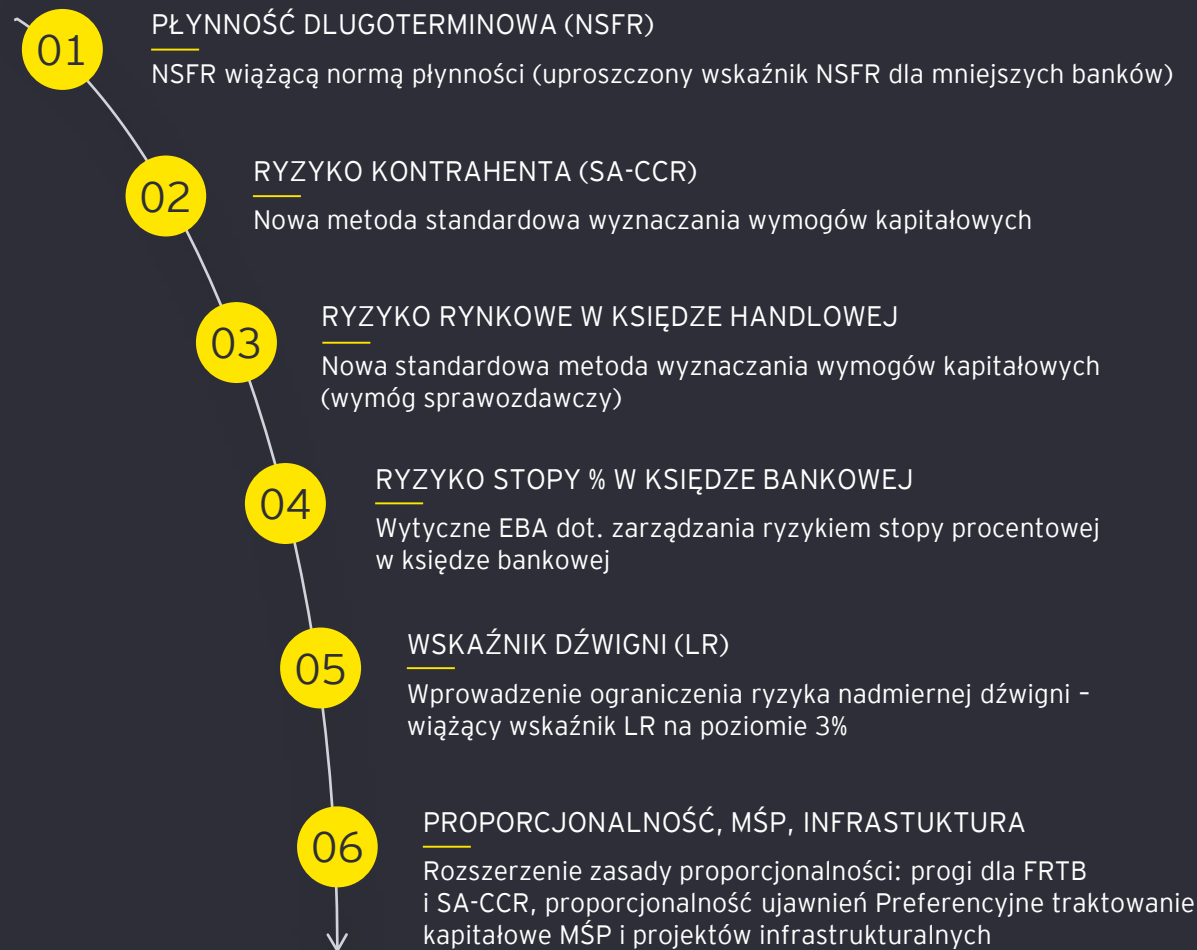 01
PŁYNNOŚĆ DLUGOTERMINOWA (NSFR)
NSFR wiążącą normą płynności (uproszczony wskaźnik NSFR dla mniejszych banków)
02
RYZYKO KONTRAHENTA (SA-CCR)
Nowa metoda standardowa wyznaczania wymogów kapitałowych
03
RYZYKO RYNKOWE W KSIĘDZE HANDLOWEJ
Nowa standardowa metoda wyznaczania wymogów kapitałowych
(wymóg sprawozdawczy)
04
RYZYKO STOPY % W KSIĘDZE BANKOWEJ
Wytyczne EBA dot. zarządzania ryzykiem stopy procentowej
w księdze bankowej
05
WSKAŹNIK DŹWIGNI (LR)
Wprowadzenie ograniczenia ryzyka nadmiernej dźwigni –
wiążący wskaźnik LR na poziomie 3%
06
PROPORCJONALNOŚĆ, MŚP, INFRASTUKTURA
Rozszerzenie zasady proporcjonalności: progi dla FRTB
i SA-CCR, proporcjonalność ujawnień Preferencyjne traktowanie
kapitałowe MŚP i projektów infrastrukturalnych